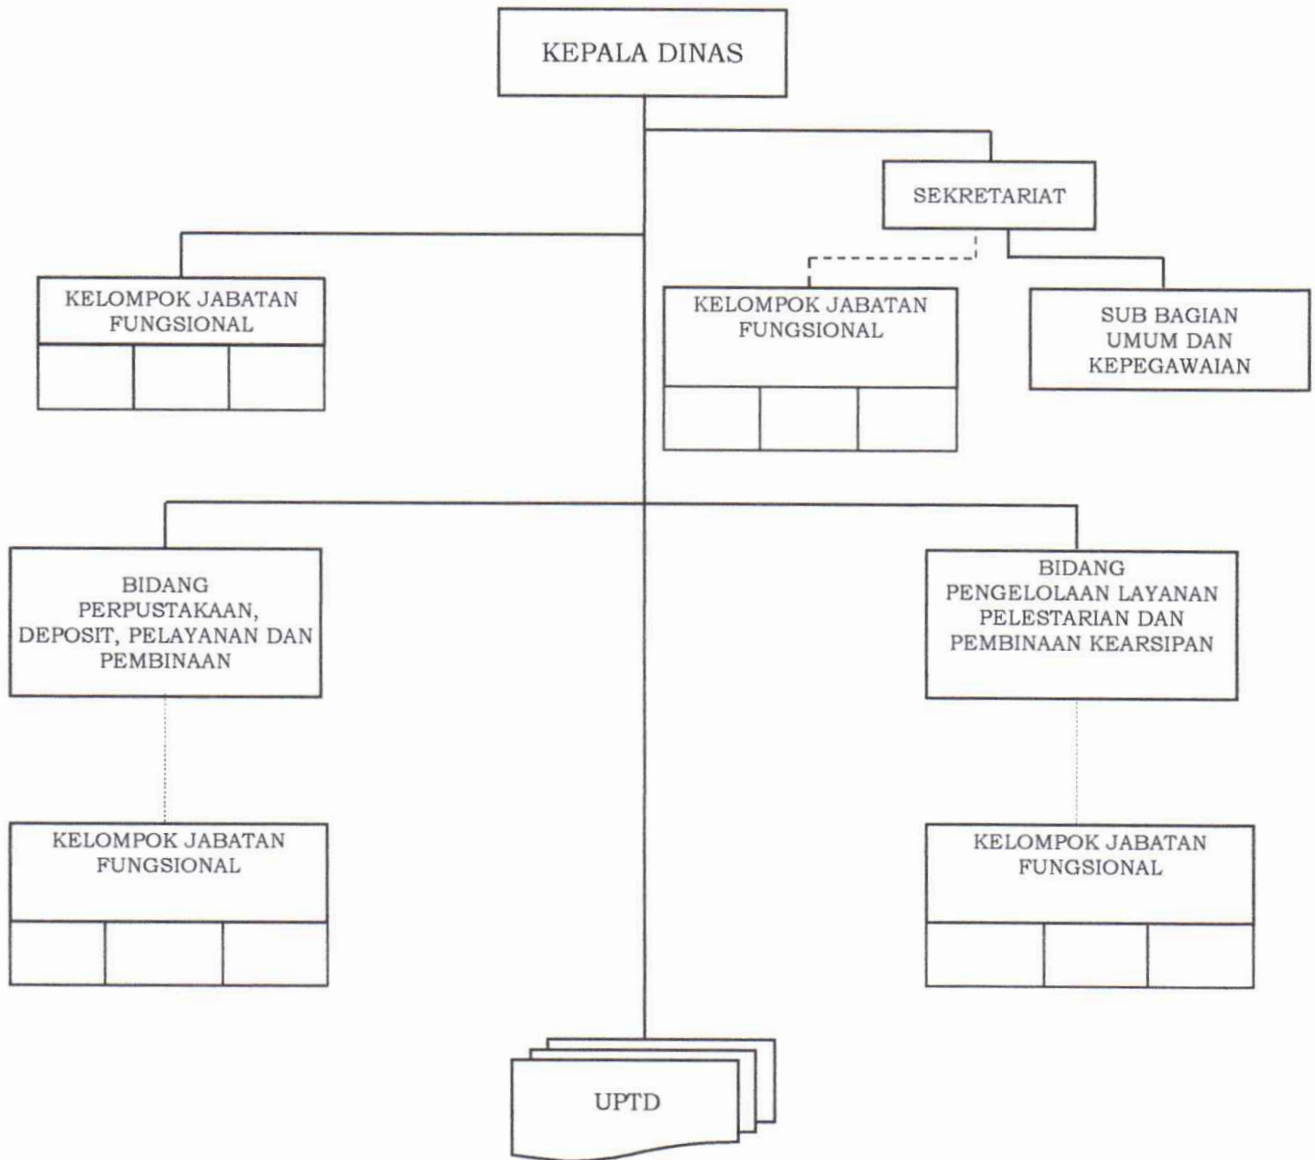 KEPALA DINAS
SEKRETARIAT
KELOMPOK JABATAN
FUNGSIONAL
KELOMPOK JABATAN
FUNGSIONAL
SUB BAGIAN
UMUM DAN
KEPEGAWAIAN
BIDANG
PERPUSTAKAAN,
DEPOSIT, PELAYANAN DAN
PEMBINAAN
BIDANG
PENGELOLAAN LAYANAN
PELESTARIAN DAN
PEMBINAAN KEARSIPAN
KELOMPOK JABATAN
FUNGSIONAL
KELOMPOK JABATAN
FUNGSIONAL
UPTD